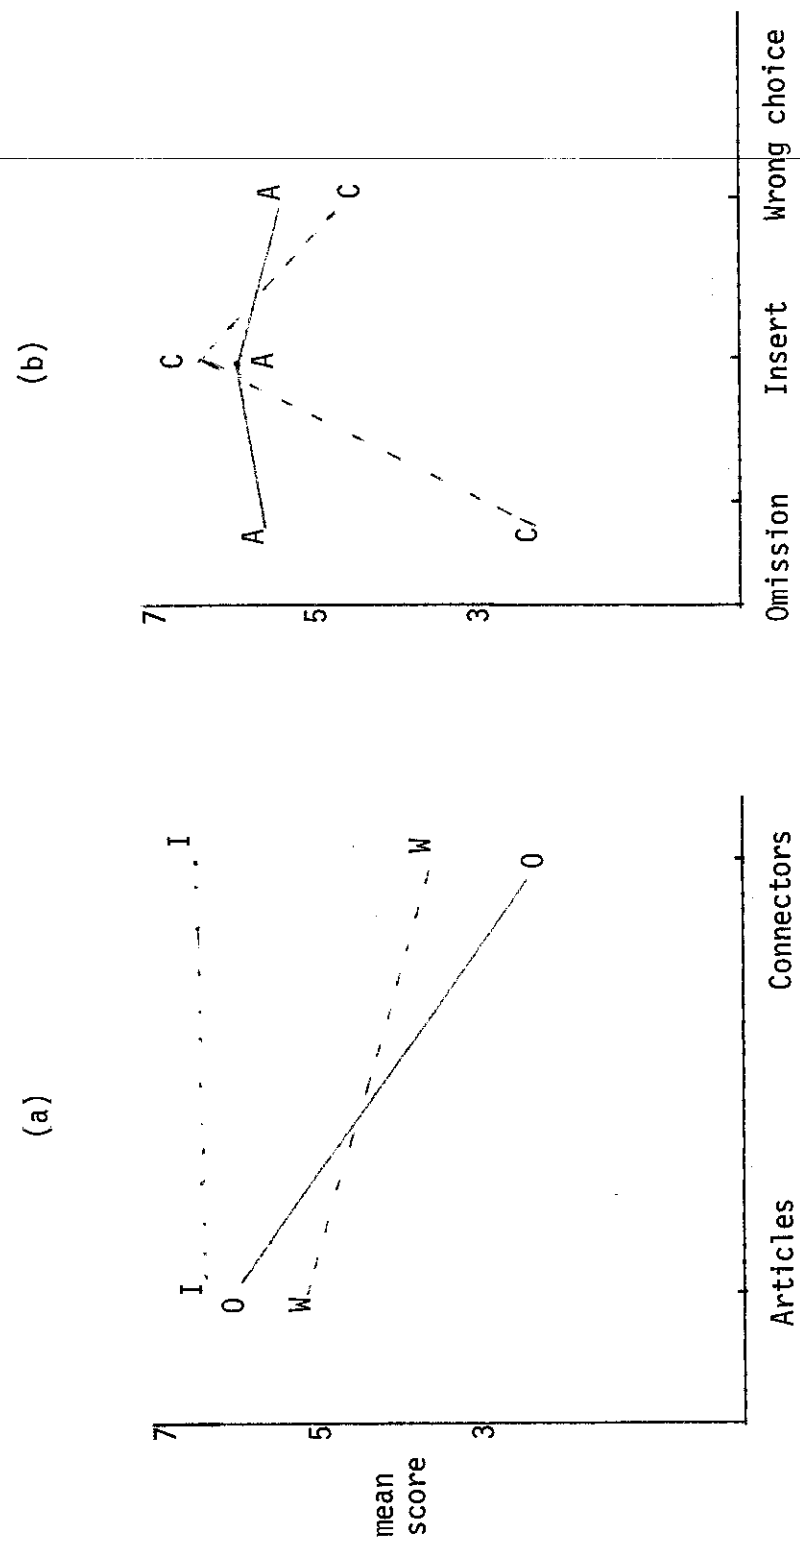 (a)
mean
score
7
5
3
I
O
W
I
W
O
Articles Connectors
(b)
7
5
3
A
C
C
A
A
C
Omission Insert Wrong choice